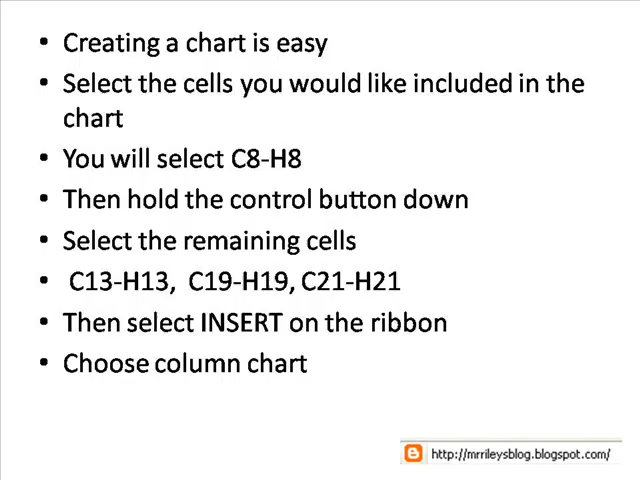 • Creating a chart is easy
• Select the cells you would like included in the
chart
• You will select C8-H8
• Then hold the control button down
• Select the remaining cells
• C13-H13, C19-H19, C21-H21
• Then select INSERT on the ribbon
• Choose column chart
http://mrrileysblog.blogspot.com/